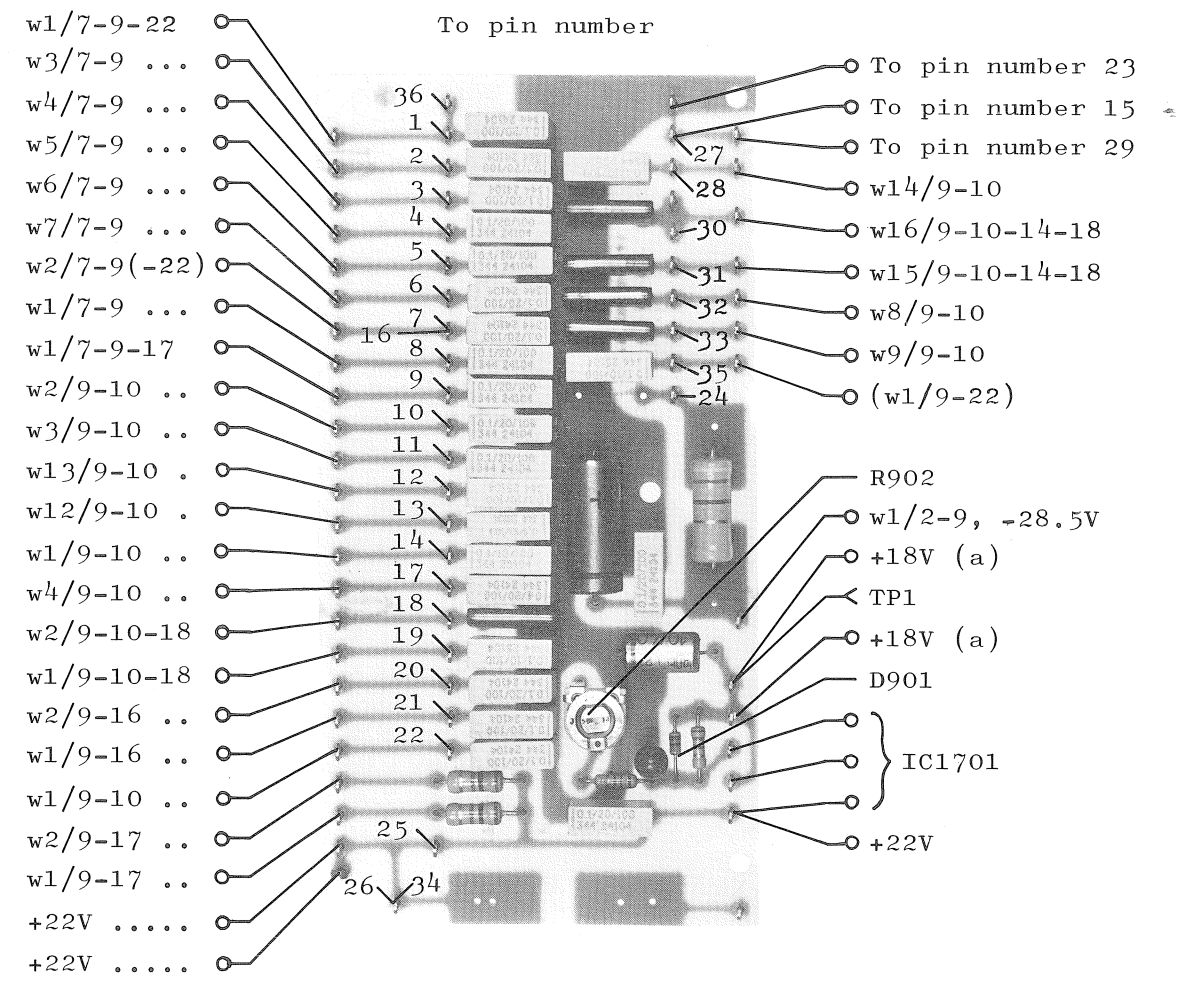 To pin number
w1/7-9-22
w3/7-9 ...
w4/7-9 ...
w5/7-9 ...
w6/7-9 ...
w7/7-9 ...
w2/7-9(-22)
w1/7-9 ...
w1/7-9-17
w2/9-10 ..
w3/9-10 ..
w13/9-10 .
w12/9-10 .
w1/9-10 ..
w4/9-10 ..
w2/9-10-18
w1/9-10-18
w2/9-16 ..
w1/9-16 ..
w1/9-10 ..
w2/9-17 ..
w1/9-17 ..
+22V .....
+22V .....
36
1
2
3
4
5
6
7
16
8
9
10
11
12
13
14
17
18
19
20
21
22
25
26 34
27
28
30
31
32
33
35
24
To pin number 23
To pin number 15
To pin number 29
w14/9-10
w16/9-10-14-18
w15/9-10-14-18
w8/9-10
w9/9-10
(w1/9-22)
R902
w1/2-9, -28.5V
+18V (a)
TP1
+18V (a)
D901
IC1701
+22V
0.1/20/100
344 24104